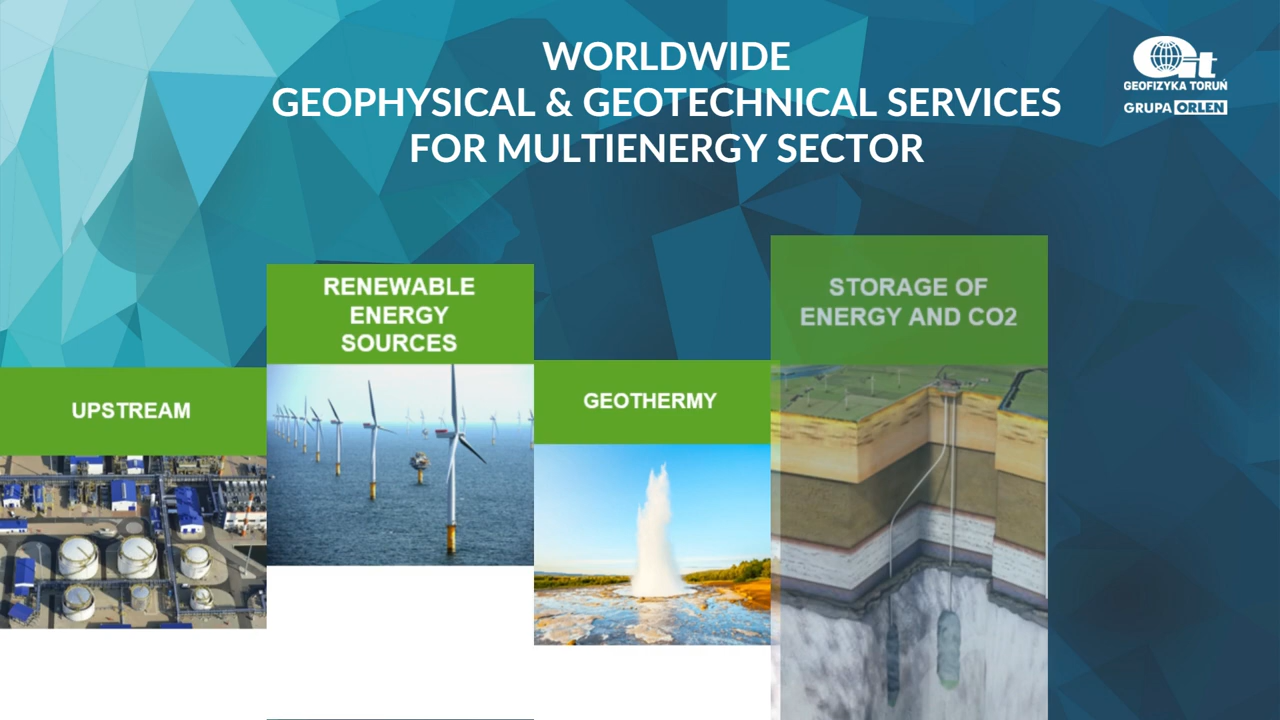 WORLDWIDE
GEOPHYSICAL & GEOTECHNICAL SERVICES
FOR MULTIENERGY SECTOR
Git
GEOFIZYKA TORUŃ
GRUPA ORLEN
UPSTREAM
RENEWABLE
ENERGY
SOURCES
GEOTHERMY
STORAGE OF
ENERGY AND CO2